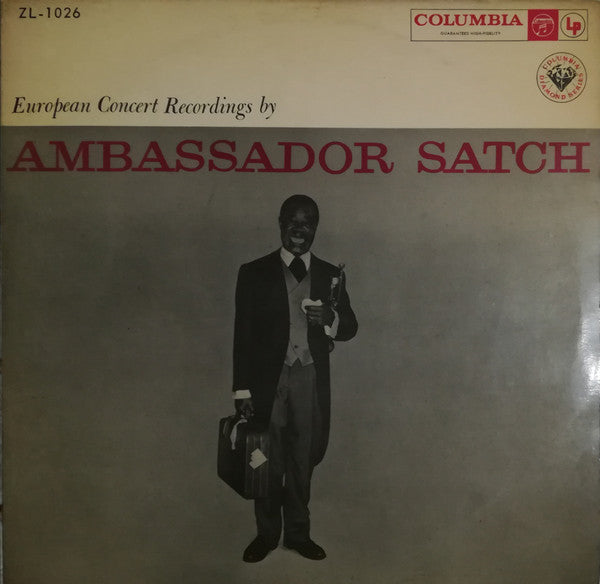 ZL-1026
COLUMBIA
GUARANTEED HIGH-FIDELITY
LP
COLUMBIA
DIAMOND SERIES
European Concert Recordings by
AMBASSADOR SATCH